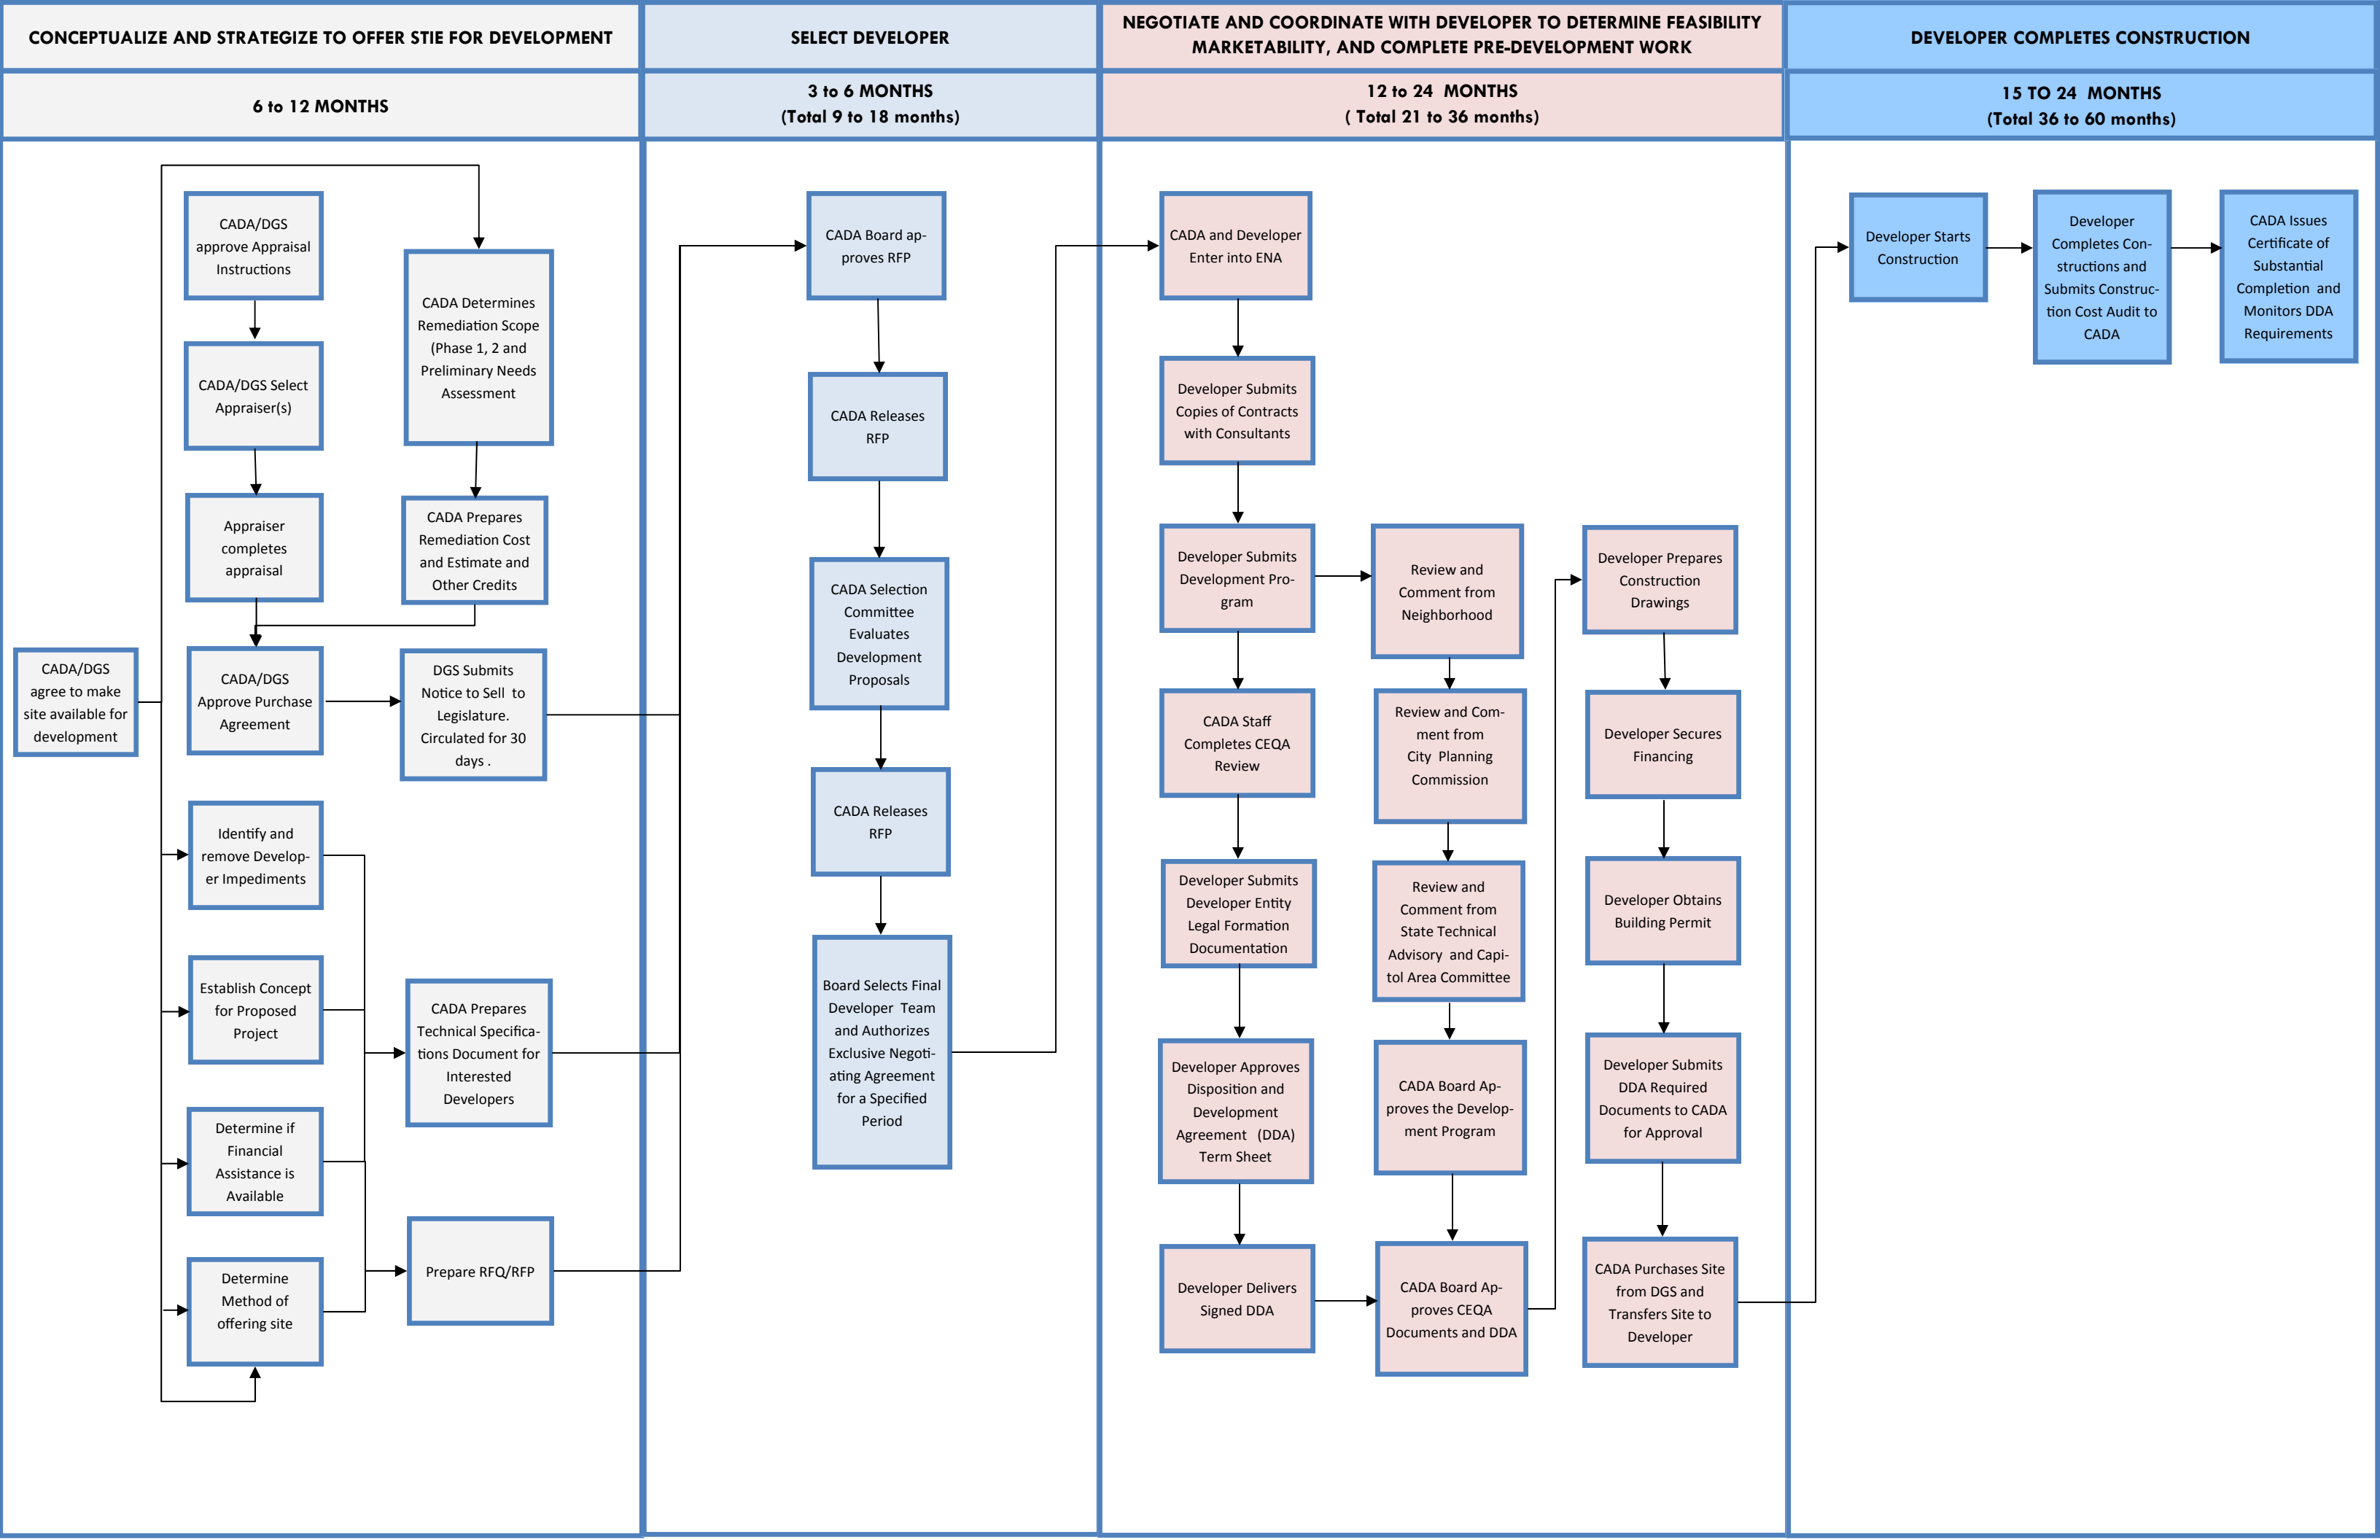 CONCEPTUALIZE AND STRATEGIZE TO OFFER STIE FOR DEVELOPMENT
6 to 12 MONTHS
CADA/DGS
agree to make
site available for
development
CADA/DGS
approve Appraisal
Instructions
CADA/DGS Select
Appraiser(s)
Appraiser
completes
appraisal
CADA Determines
Remediation Scope
(Phase 1, 2 and
Preliminary Needs
Assessment
CADA Prepares
Remediation Cost
and Estimate and
Other Credits
CADA/DGS
Approve Purchase
Agreement
DGS Submits
Notice to Sell to
Legislature.
Circulated for 30
days .
Identify and
remove Develop-
er Impediments
Establish Concept
for Proposed
Project
Determine if
Financial
Assistance is
Available
Determine
Method of
offering site
CADA Prepares
Technical Specifica-
tions Document for
Interested
Developers
Prepare RFQ/RFP
SELECT DEVELOPER
3 to 6 MONTHS
(Total 9 to 18 months)
CADA Board ap-
proves RFP
CADA Releases
RFP
CADA Selection
Committee
Evaluates
Development
Proposals
CADA Releases
RFP
Board Selects Final
Developer Team
and Authorizes
Exclusive Negoti-
ating Agreement
for a Specified
Period
NEGOTIATE AND COORDINATE WITH DEVELOPER TO DETERMINE FEASIBILITY
MARKETABILITY, AND COMPLETE PRE-DEVELOPMENT WORK
12 to 24 MONTHS
( Total 21 to 36 months)
CADA and Developer
Enter into ENA
Developer Submits
Copies of Contracts
with Consultants
Developer Submits
Development Pro-
gram
CADA Staff
Completes CEQA
Review
Developer Submits
Developer Entity
Legal Formation
Documentation
Developer Approves
Disposition and
Development
Agreement (DDA)
Term Sheet
Developer Delivers
Signed DDA
Review and
Comment from
Neighborhood
Review and Com-
ment from
City Planning
Commission
Review and
Comment from
State Technical
Advisory and Capi-
tol Area Committee
CADA Board Ap-
proves the Develop-
ment Program
CADA Board Ap-
proves CEQA
Documents and DDA
Developer Prepares
Construction
Drawings
Developer Secures
Financing
Developer Obtains
Building Permit
Developer Submits
DDA Required
Documents to CADA
for Approval
CADA Purchases Site
from DGS and
Transfers Site to
Developer
DEVELOPER COMPLETES CONSTRUCTION
15 TO 24 MONTHS
(Total 36 to 60 months)
Developer Starts
Construction
Developer
Completes Con-
structions and
Submits Construc-
tion Cost Audit to
CADA
CADA Issues
Certificate of
Substantial
Completion and
Monitors DDA
Requirements